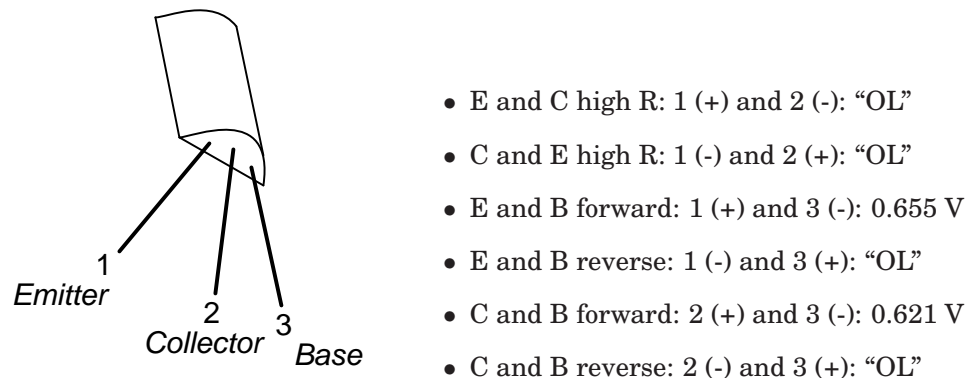 1
Emitter
2
Collector
3
Base
• E and C high R: 1 (+) and 2 (-): “OL”
• C and E high R: 1 (-) and 2 (+): “OL”
• E and B forward: 1 (+) and 3 (-): 0.655 V
• E and B reverse: 1 (-) and 3 (+): “OL”
• C and B forward: 2 (+) and 3 (-): 0.621 V
• C and B reverse: 2 (-) and 3 (+): “OL”